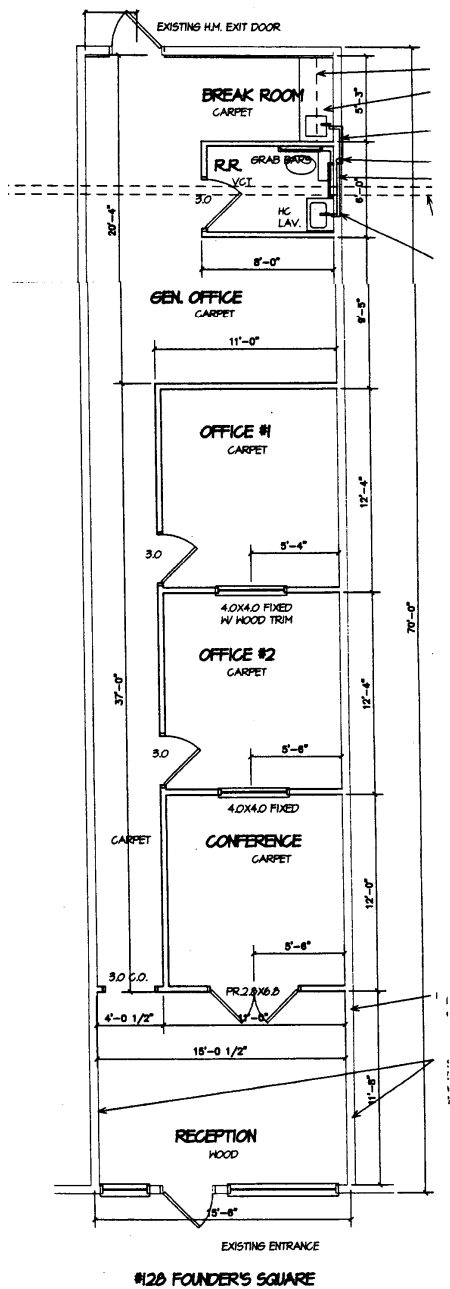 EXISTING H.M. EXIT DOOR
BREAK ROOM
CARPET
5'-3"
R.R.
GRAB BARS
VCT
3.0
HC
LAV.
6'-0"
20'-4"
8'-0"
GEN. OFFICE
CARPET
9'-5"
11'-0"
OFFICE #1
CARPET
12'-4"
5'-4"
3.0
4.0X4.0 FIXED
W/ WOOD TRIM
70'-0"
OFFICE #2
CARPET
37'-0"
12'-4"
5'-6"
3.0
4.0X4.0 FIXED
CARPET
CONFERENCE
CARPET
12'-0"
5'-6"
3.0 C.O.
PR.2.8X6.8
4'-0 1/2"
11'-0"
15'-0 1/2"
11'-8"
RECEPTION
WOOD
15'-6"
EXISTING ENTRANCE
#128 FOUNDER'S SQUARE